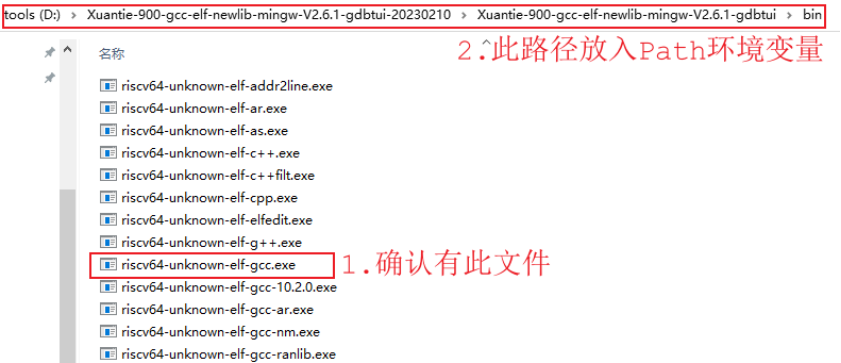 tools (D:) › Xuantie-900-gcc-elf-newlib-mingw-V2.6.1-gdbtui-20230210 › Xuantie-900-gcc-elf-newlib-mingw-V2.6.1-gdbtui › bin
名称
2.此路径放入Path环境变量
riscv64-unknown-elf-addr2line.exe
riscv64-unknown-elf-ar.exe
riscv64-unknown-elf-as.exe
riscv64-unknown-elf-c++.exe
riscv64-unknown-elf-c++filt.exe
riscv64-unknown-elf-cpp.exe
riscv64-unknown-elf-elfedit.exe
riscv64-unknown-elf-g++.exe
riscv64-unknown-elf-gcc.exe 1.确认有此文件
riscv64-unknown-elf-gcc-10.2.0.exe
riscv64-unknown-elf-gcc-ar.exe
riscv64-unknown-elf-gcc-nm.exe
riscv64-unknown-elf-gcc-ranlib.exe